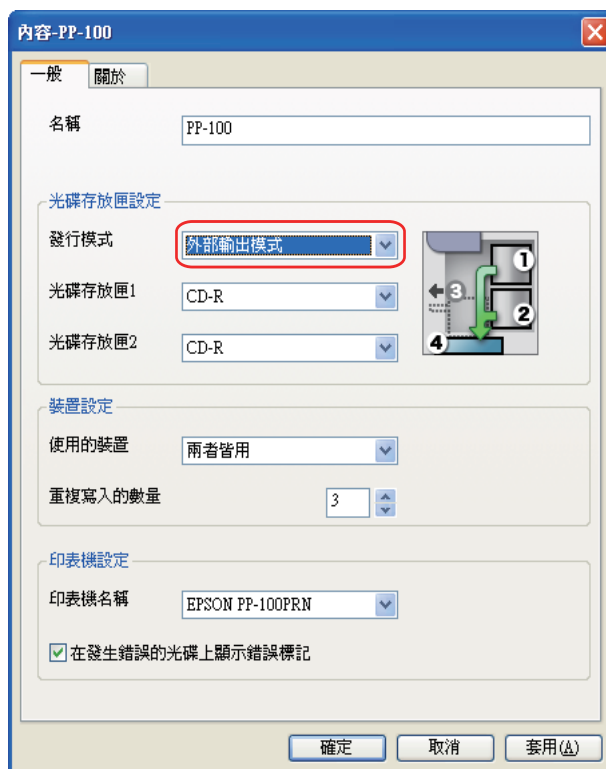 內容-PP-100
一般 關於
名稱 PP-100
光碟存放匣設定
發行模式 外部輸出模式
光碟存放匣1 CD-R
光碟存放匣2 CD-R
1
3
2
4
裝置設定
使用的裝置 兩者皆用
重複寫入的數量 3
印表機設定
印表機名稱 EPSON PP-100PRN
在發生錯誤的光碟上顯示錯誤標記
確定 取消 套用(A)